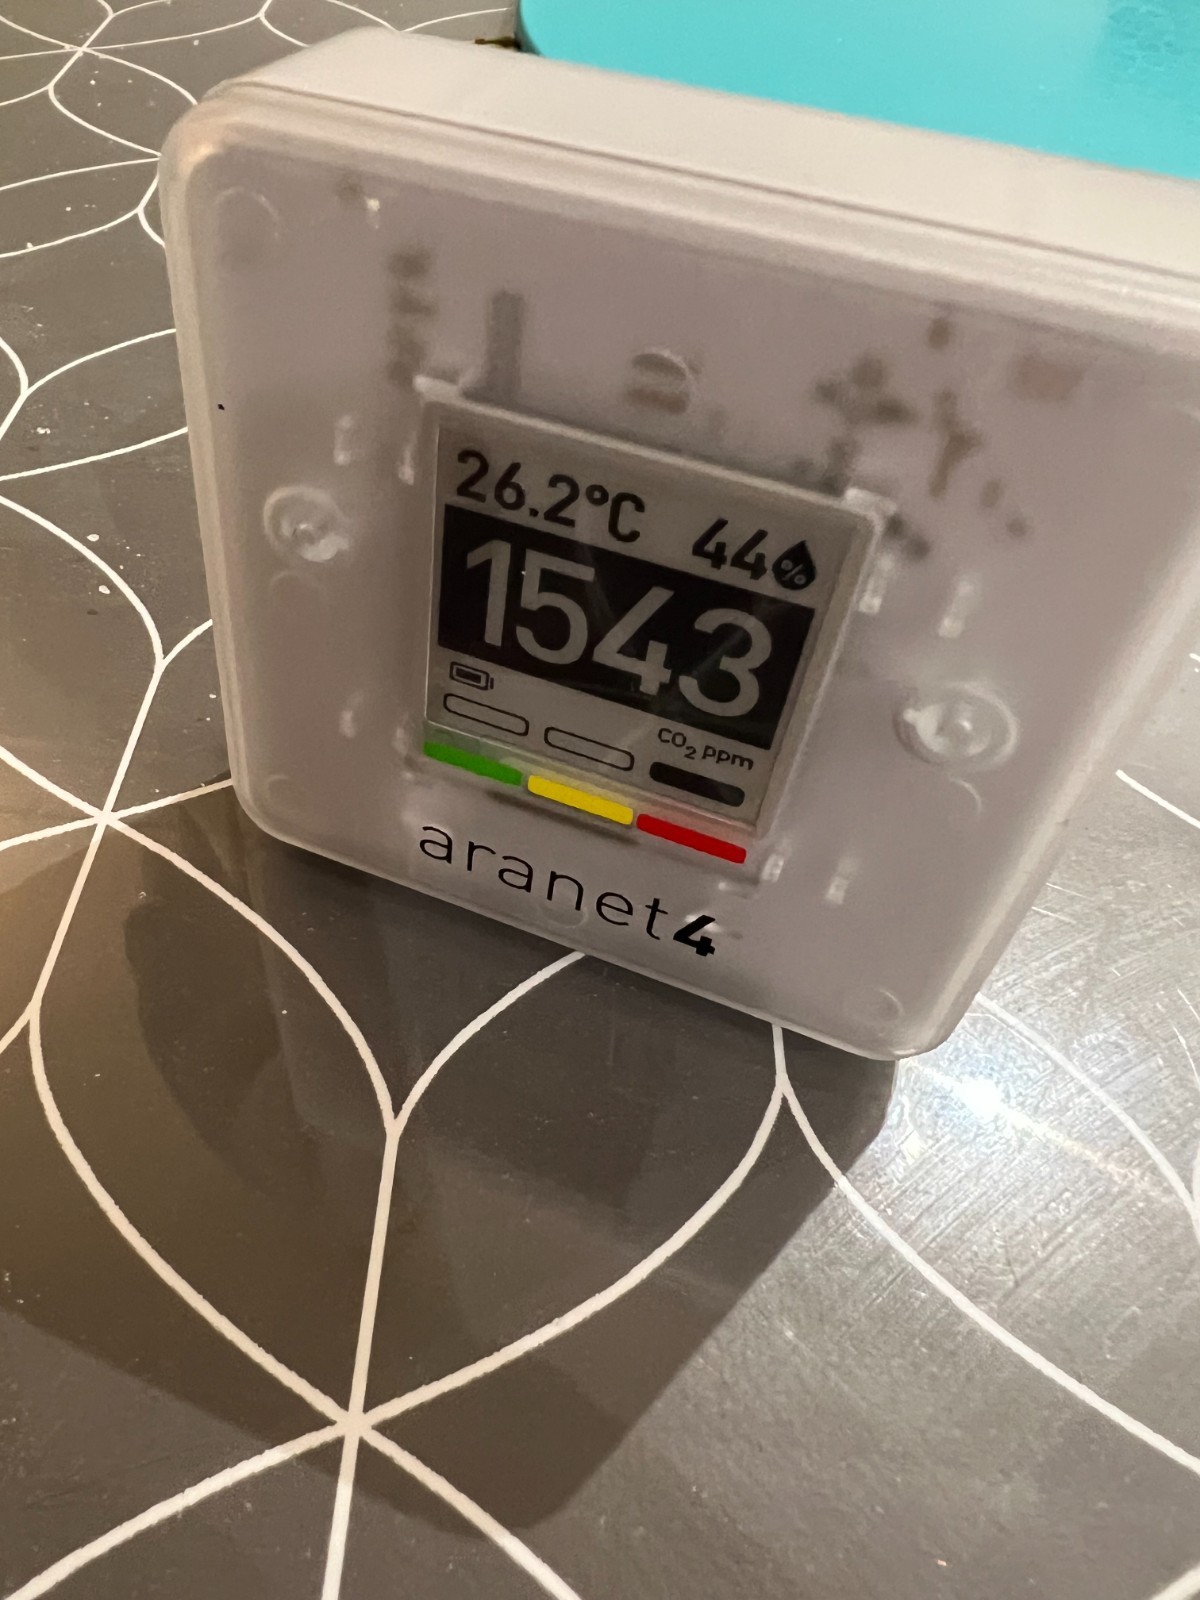 26.2°C 44%
1543
CO₂ ppm
aranet4